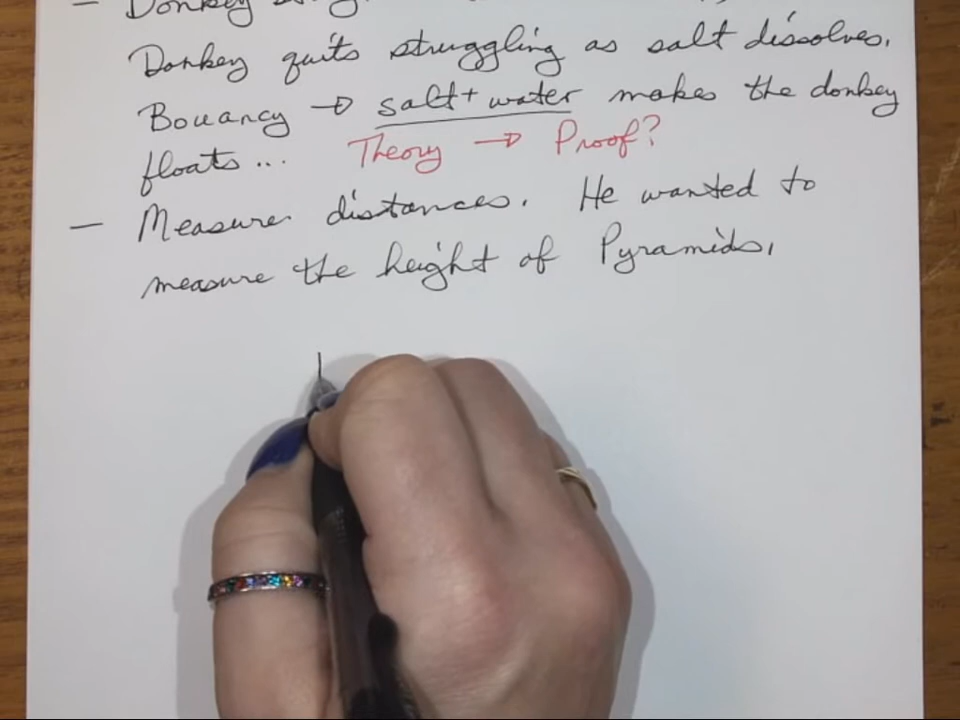 - Donkey
Donkey quits struggling as salt dissolves.
Bouancy → salt + water makes the donkey
floats... Theory → Proof?
- Measure distances. He wanted to
measure the height of Pyramids.